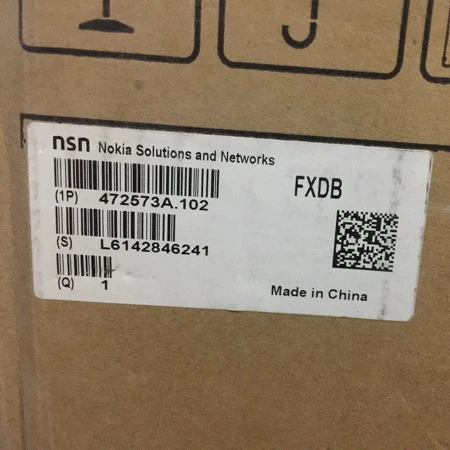 nsn Nokia Solutions and Networks
FXDB
(1P) 472573A.102
(S) L6142846241
(Q) 1
Made in China